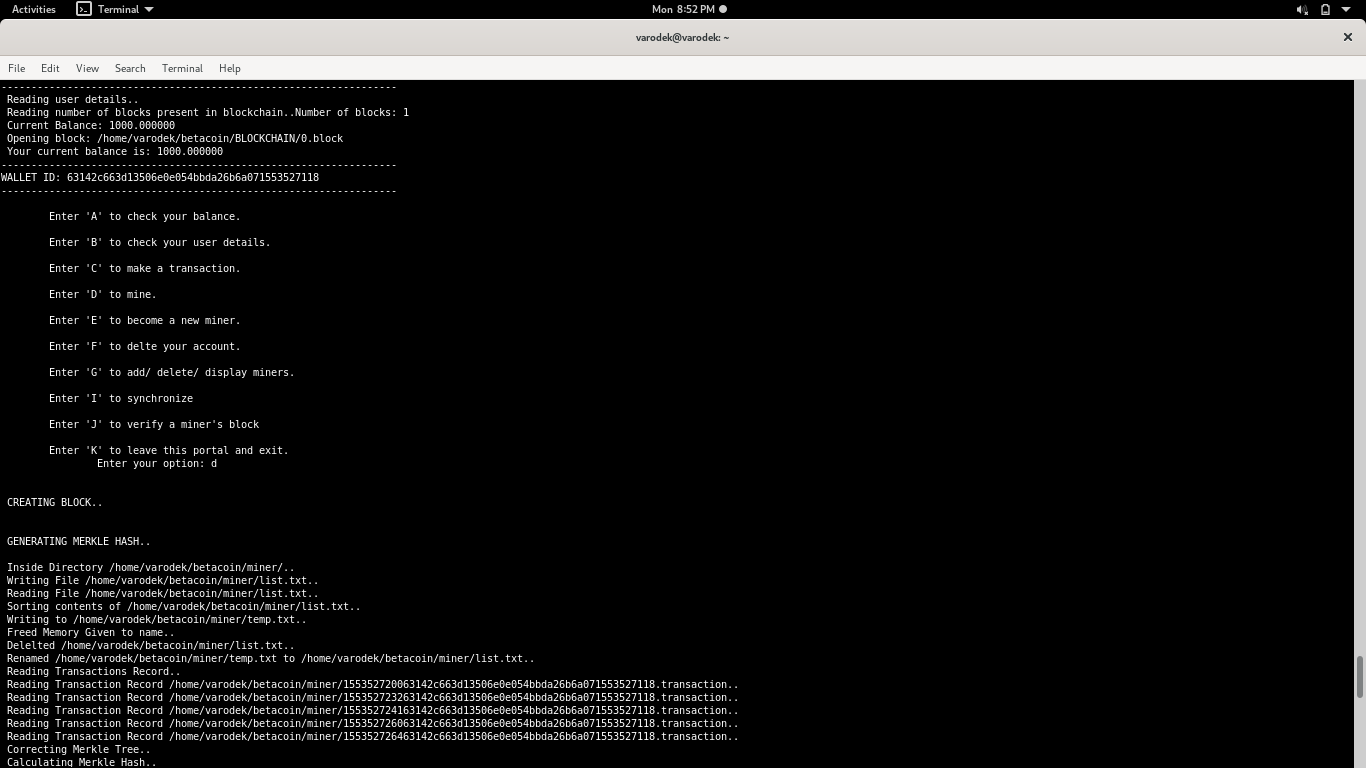 Activities Terminal Mon 8:52 PM
varodek@varodek: ~
File Edit View Search Terminal Help
------------------------------------------------------------------
Reading user details..
Reading number of blocks present in blockchain..Number of blocks: 1
Current Balance: 1000.000000
Opening block: /home/varodek/betacoin/BLOCKCHAIN/0.block
Your current balance is: 1000.000000
------------------------------------------------------------------
WALLET ID: 63142c663d13506e0e054bbda26b6a071553527118
------------------------------------------------------------------
Enter 'A' to check your balance.
Enter 'B' to check your user details.
Enter 'C' to make a transaction.
Enter 'D' to mine.
Enter 'E' to become a new miner.
Enter 'F' to delte your account.
Enter 'G' to add/ delete/ display miners.
Enter 'I' to synchronize
Enter 'J' to verify a miner's block
Enter 'K' to leave this portal and exit.
Enter your option: d
CREATING BLOCK..
GENERATING MERKLE HASH..
Inside Directory /home/varodek/betacoin/miner/..
Writing File /home/varodek/betacoin/miner/list.txt..
Reading File /home/varodek/betacoin/miner/list.txt..
Sorting contents of /home/varodek/betacoin/miner/list.txt..
Writing to /home/varodek/betacoin/miner/temp.txt..
Freed Memory Given to name..
Delelted /home/varodek/betacoin/miner/list.txt..
Renamed /home/varodek/betacoin/miner/temp.txt to /home/varodek/betacoin/miner/list.txt..
Reading Transactions Record..
Reading Transaction Record /home/varodek/betacoin/miner/155352720063142c663d13506e0e054bbda26b6a071553527118.transaction..
Reading Transaction Record /home/varodek/betacoin/miner/155352723263142c663d13506e0e054bbda26b6a071553527118.transaction..
Reading Transaction Record /home/varodek/betacoin/miner/155352724163142c663d13506e0e054bbda26b6a071553527118.transaction..
Reading Transaction Record /home/varodek/betacoin/miner/155352726063142c663d13506e0e054bbda26b6a071553527118.transaction..
Reading Transaction Record /home/varodek/betacoin/miner/155352726463142c663d13506e0e054bbda26b6a071553527118.transaction..
Correcting Merkle Tree..
Calculating Merkle Hash..